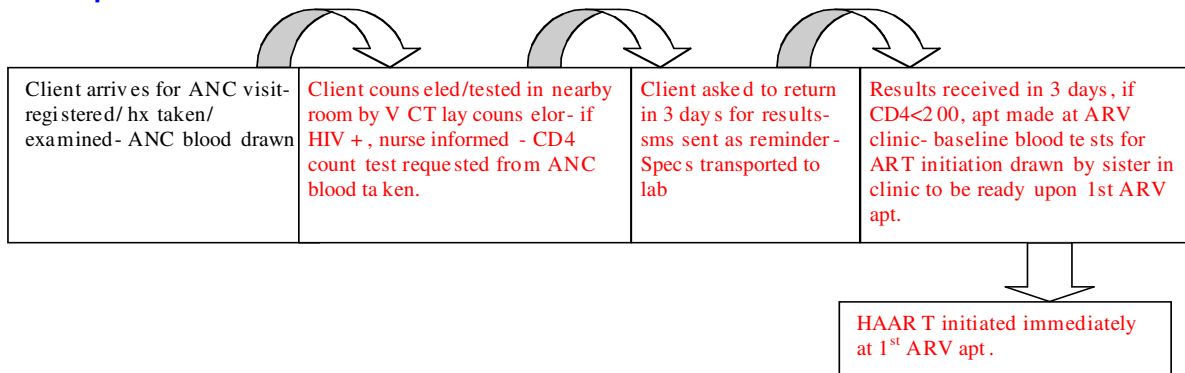 Client arrives for ANC visit-
registered/ hx taken/
examined- ANC blood drawn
Client counseled/tested in nearby
room by VCT lay counselor- if
HIV +, nurse informed - CD4
count test requested from ANC
blood taken.
Client asked to return
in 3 days for results-
sms sent as reminder-
Specs transported to
lab
Results received in 3 days, if
CD4<200, apt made at ARV
clinic- baseline blood tests for
ART initiation drawn by sister in
clinic to be ready upon 1st ARV
apt.
HAART initiated immediately
at 1st ARV apt.